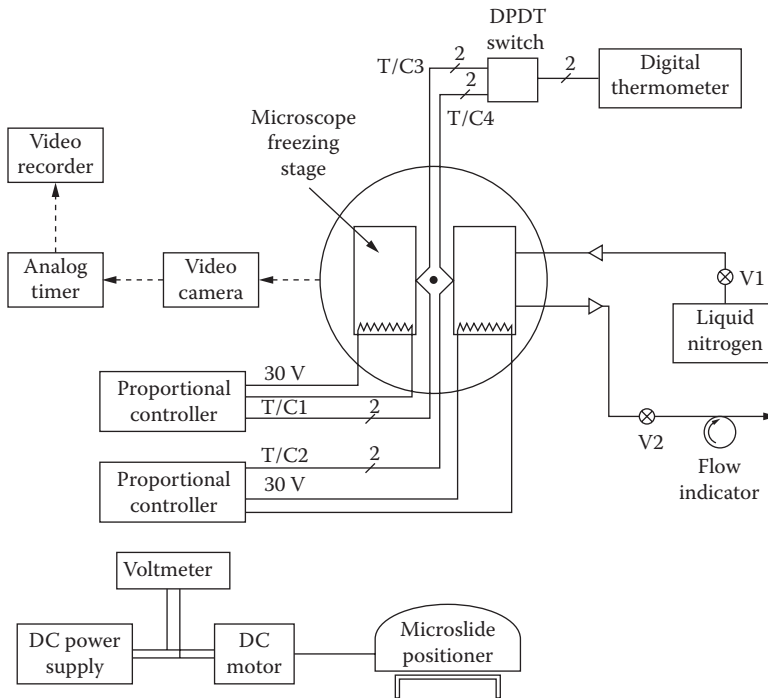 DPDT
switch
2
T/C3
2
2
T/C4
Digital
thermometer
Microscope
freezing
stage
Video
recorder
Analog
timer
Video
camera
V1
Liquid
nitrogen
30 V
Proportional
controller
T/C1
2
V2
Flow
indicator
T/C2
2
Proportional
controller
30 V
Voltmeter
DC power
supply
DC
motor
Microslide
positioner